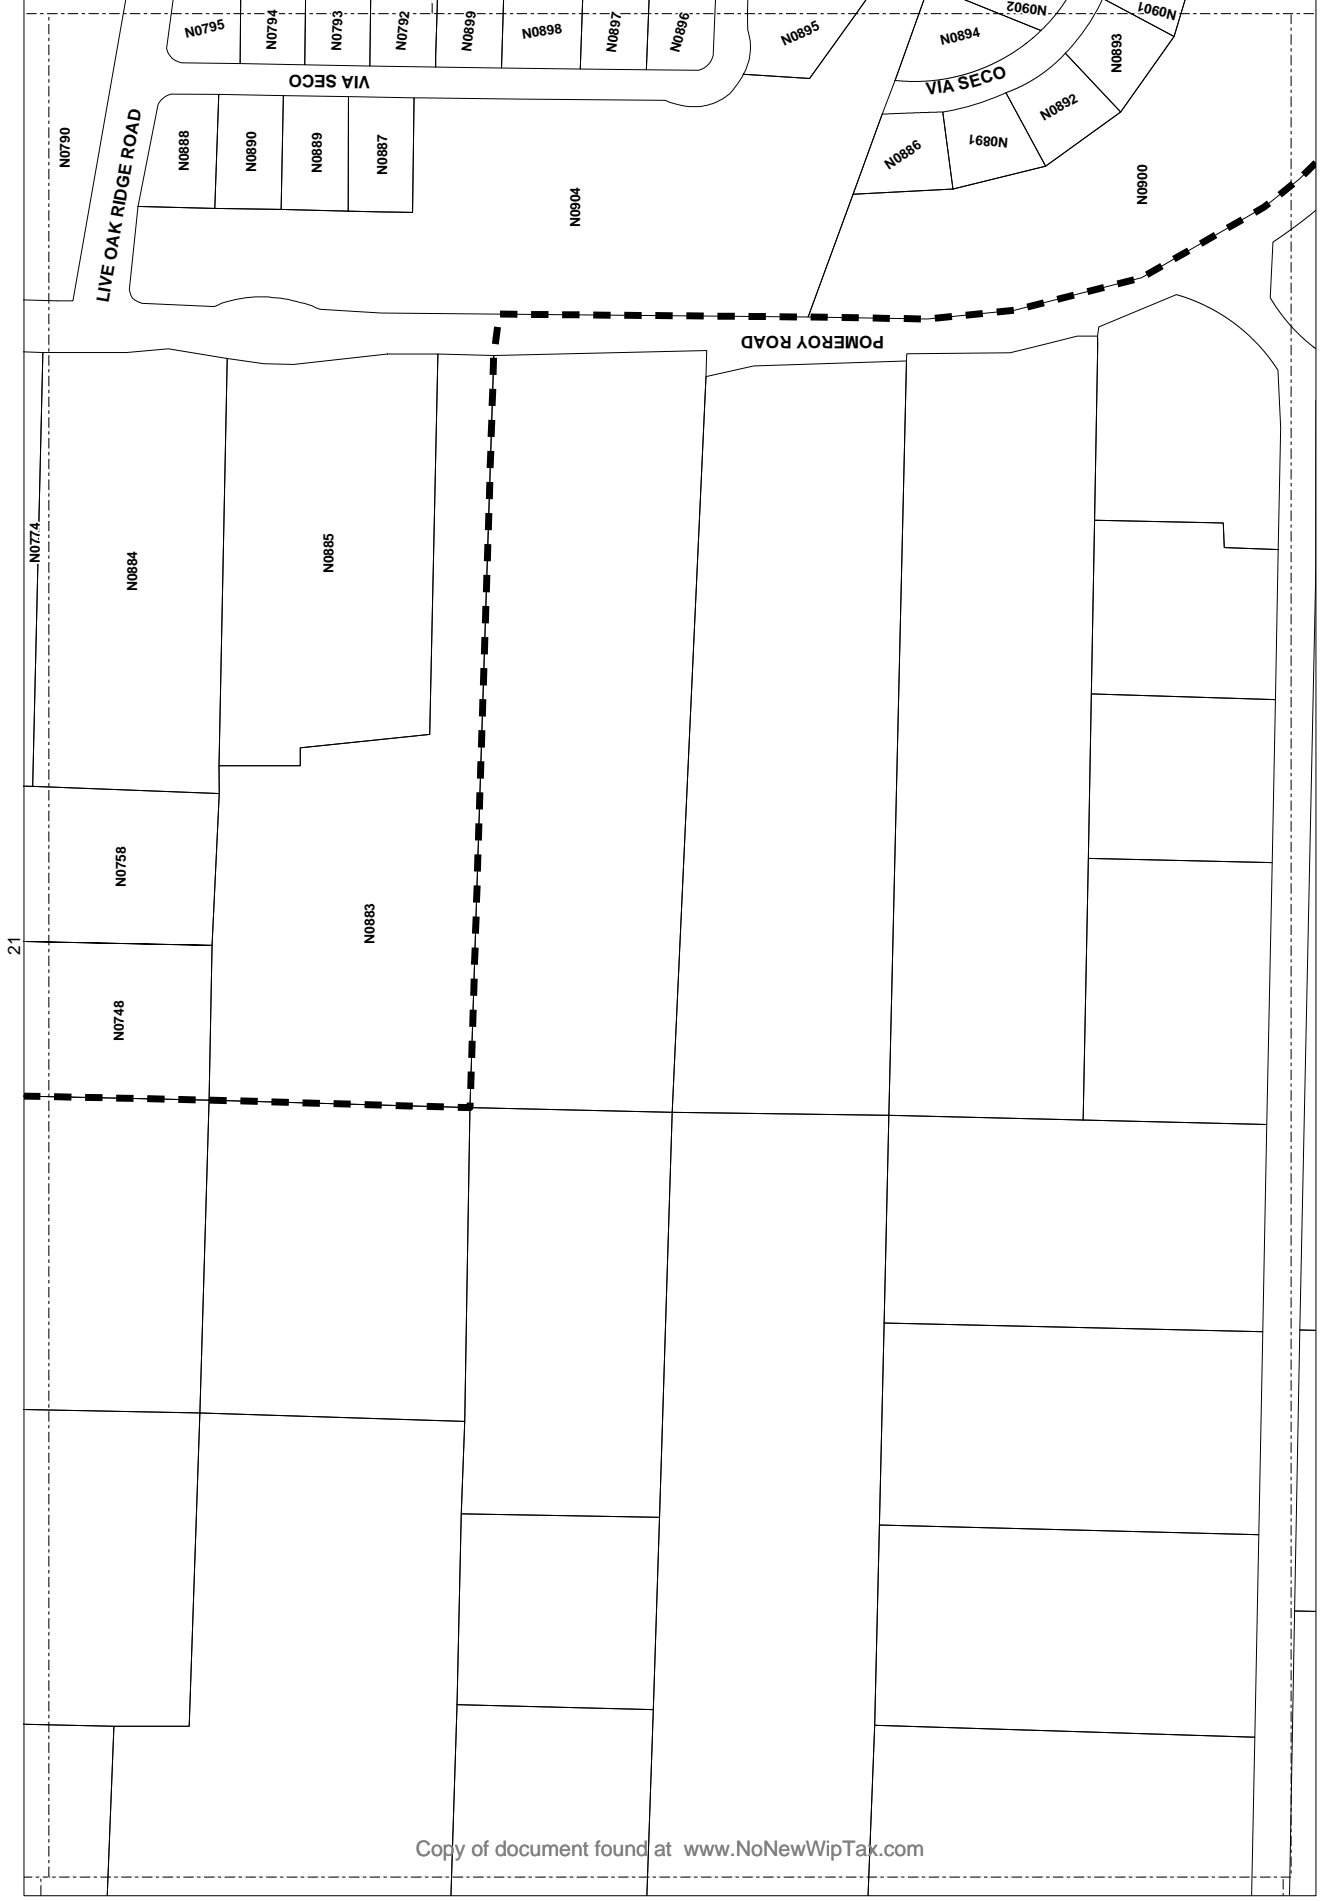 N0795
N0794
N0793
N0792
N0899
N0898
N0897
N0896
N0895
N0894
N0902
N0901
N0893
VIA SECO
VIA SECO
N0892
N0891
N0886
N0790
LIVE OAK RIDGE ROAD
N0888
N0890
N0889
N0887
N0904
N0900
POMEROY ROAD
N0774
N0884
N0885
N0758
N0883
21
N0748
Copy of document found at www.NoNewWipTax.com